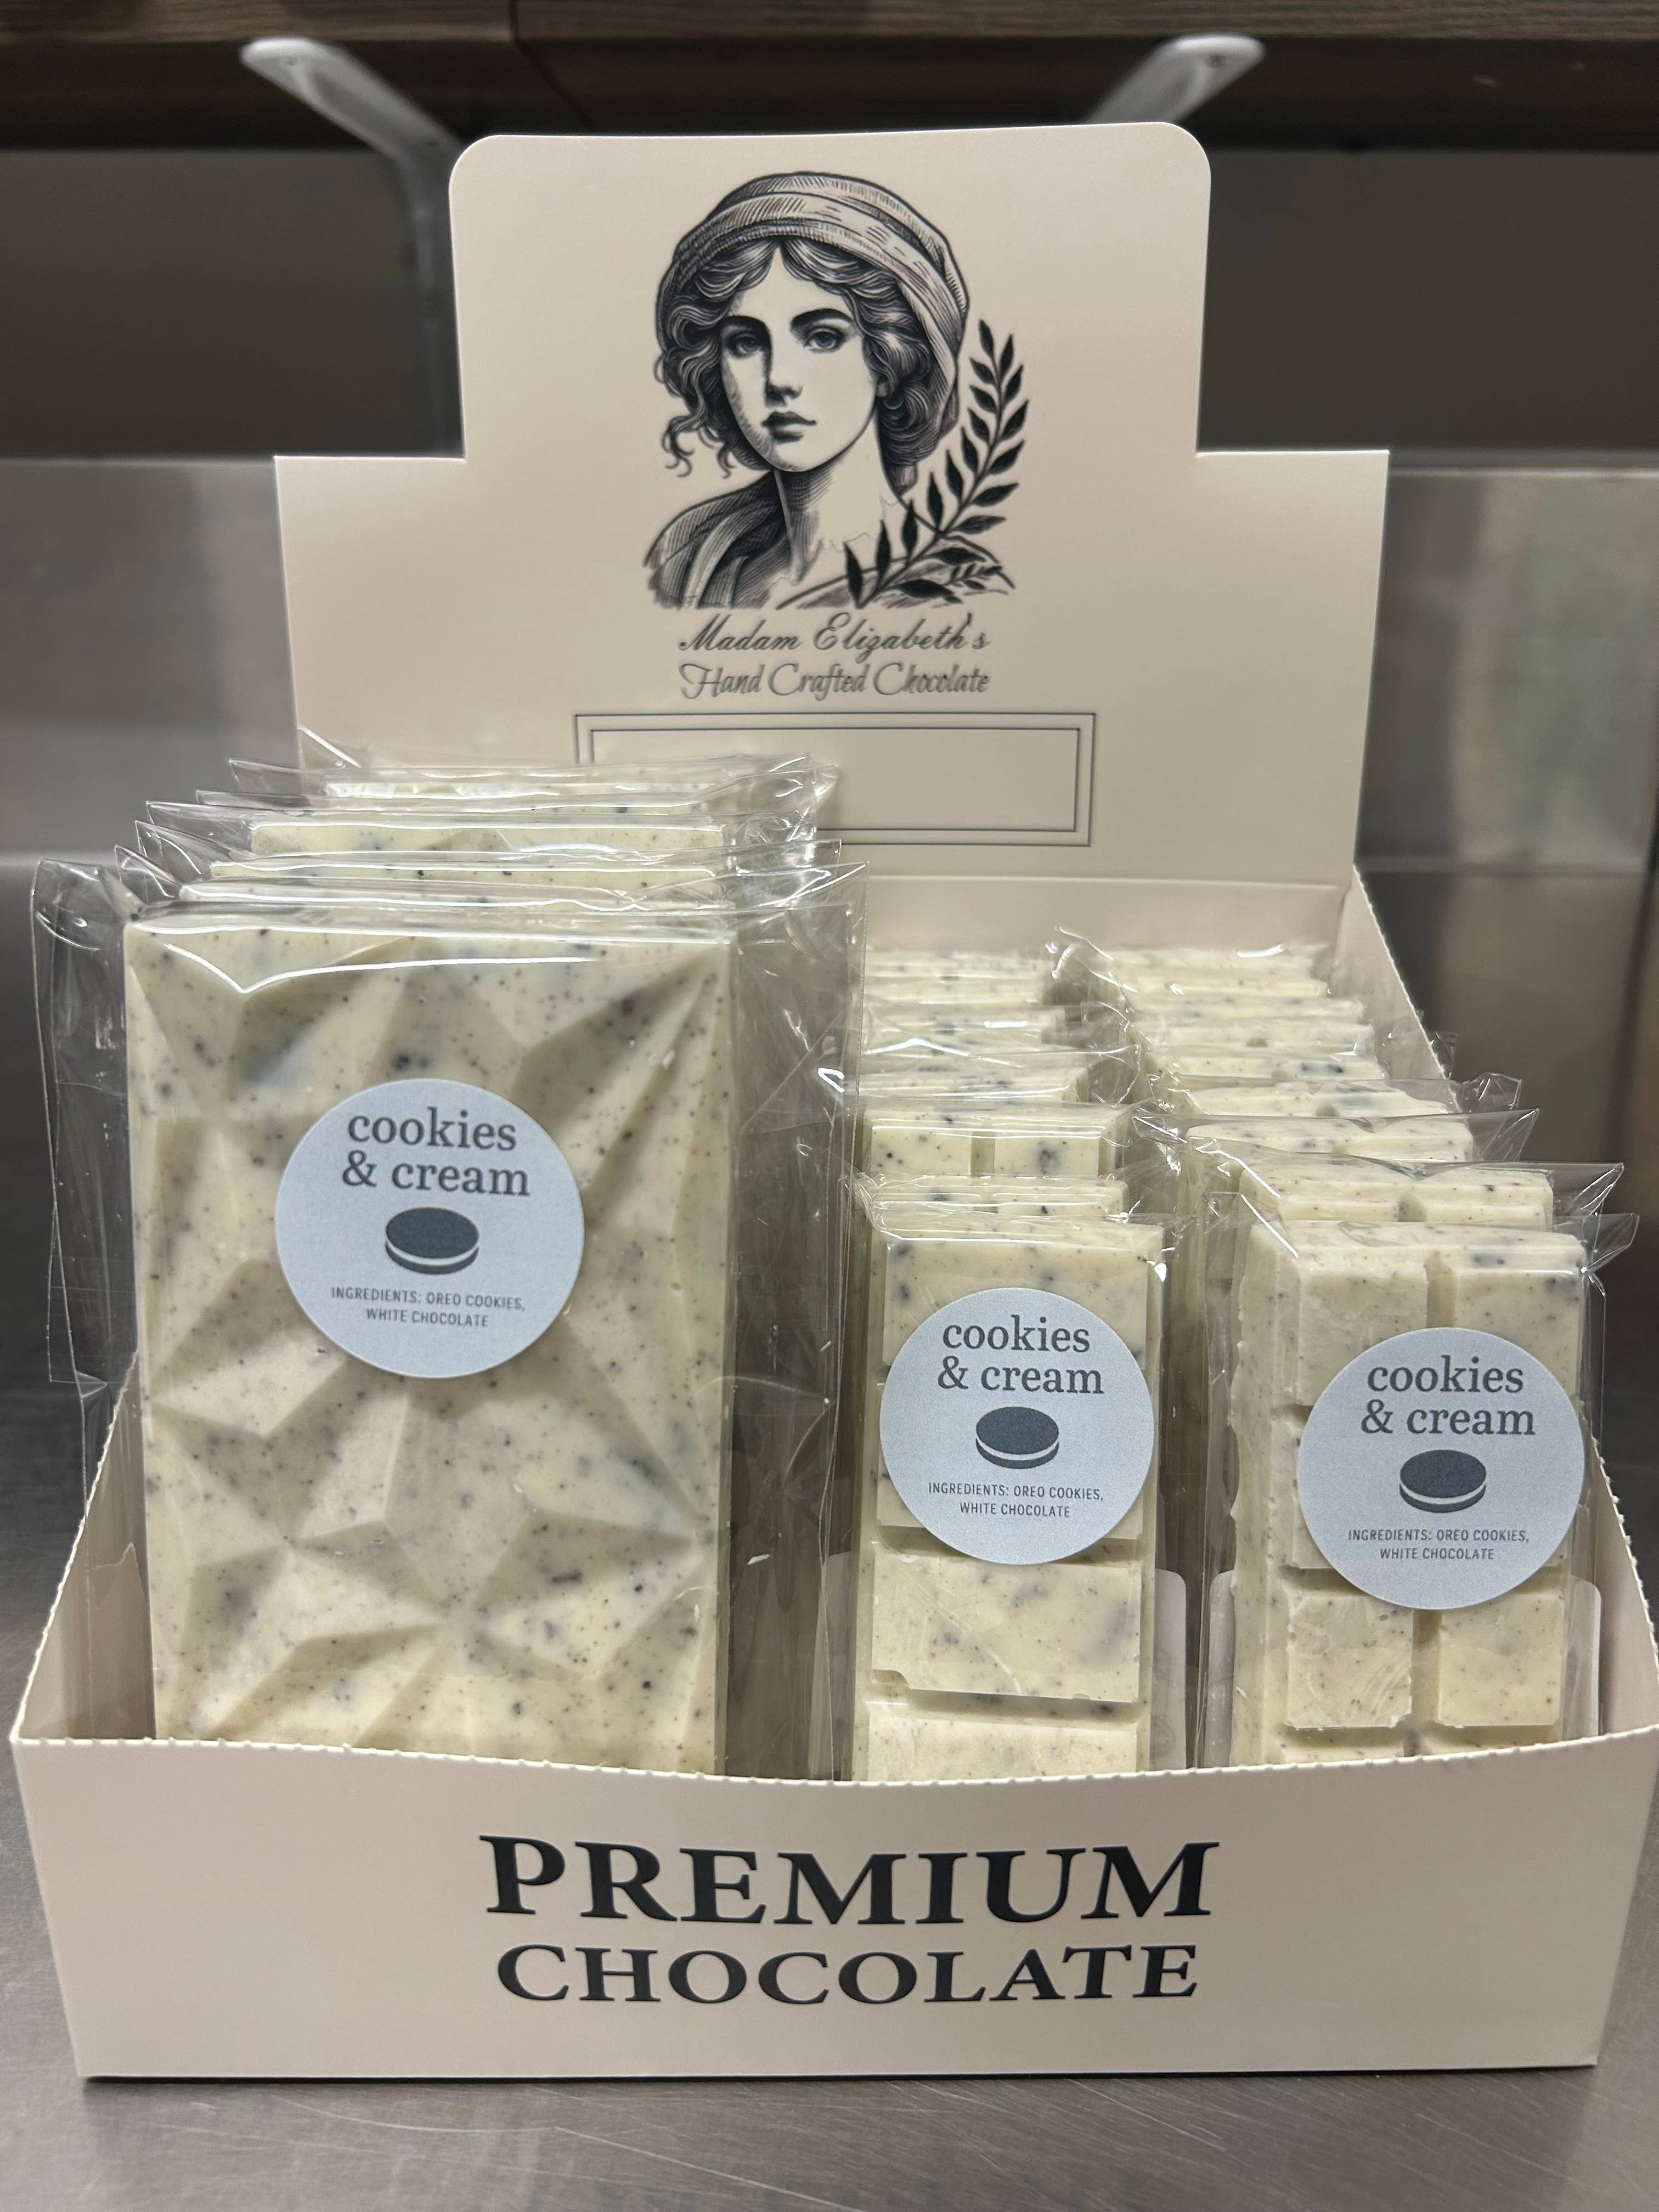 Madam Elizabeth's
Hand Crafted Chocolate
cookies
& cream
INGREDIENTS: OREO COOKIES,
WHITE CHOCOLATE
cookies
& cream
INGREDIENTS: OREO COOKIES,
WHITE CHOCOLATE
cookies
& cream
INGREDIENTS: OREO COOKIES,
WHITE CHOCOLATE
PREMIUM
CHOCOLATE